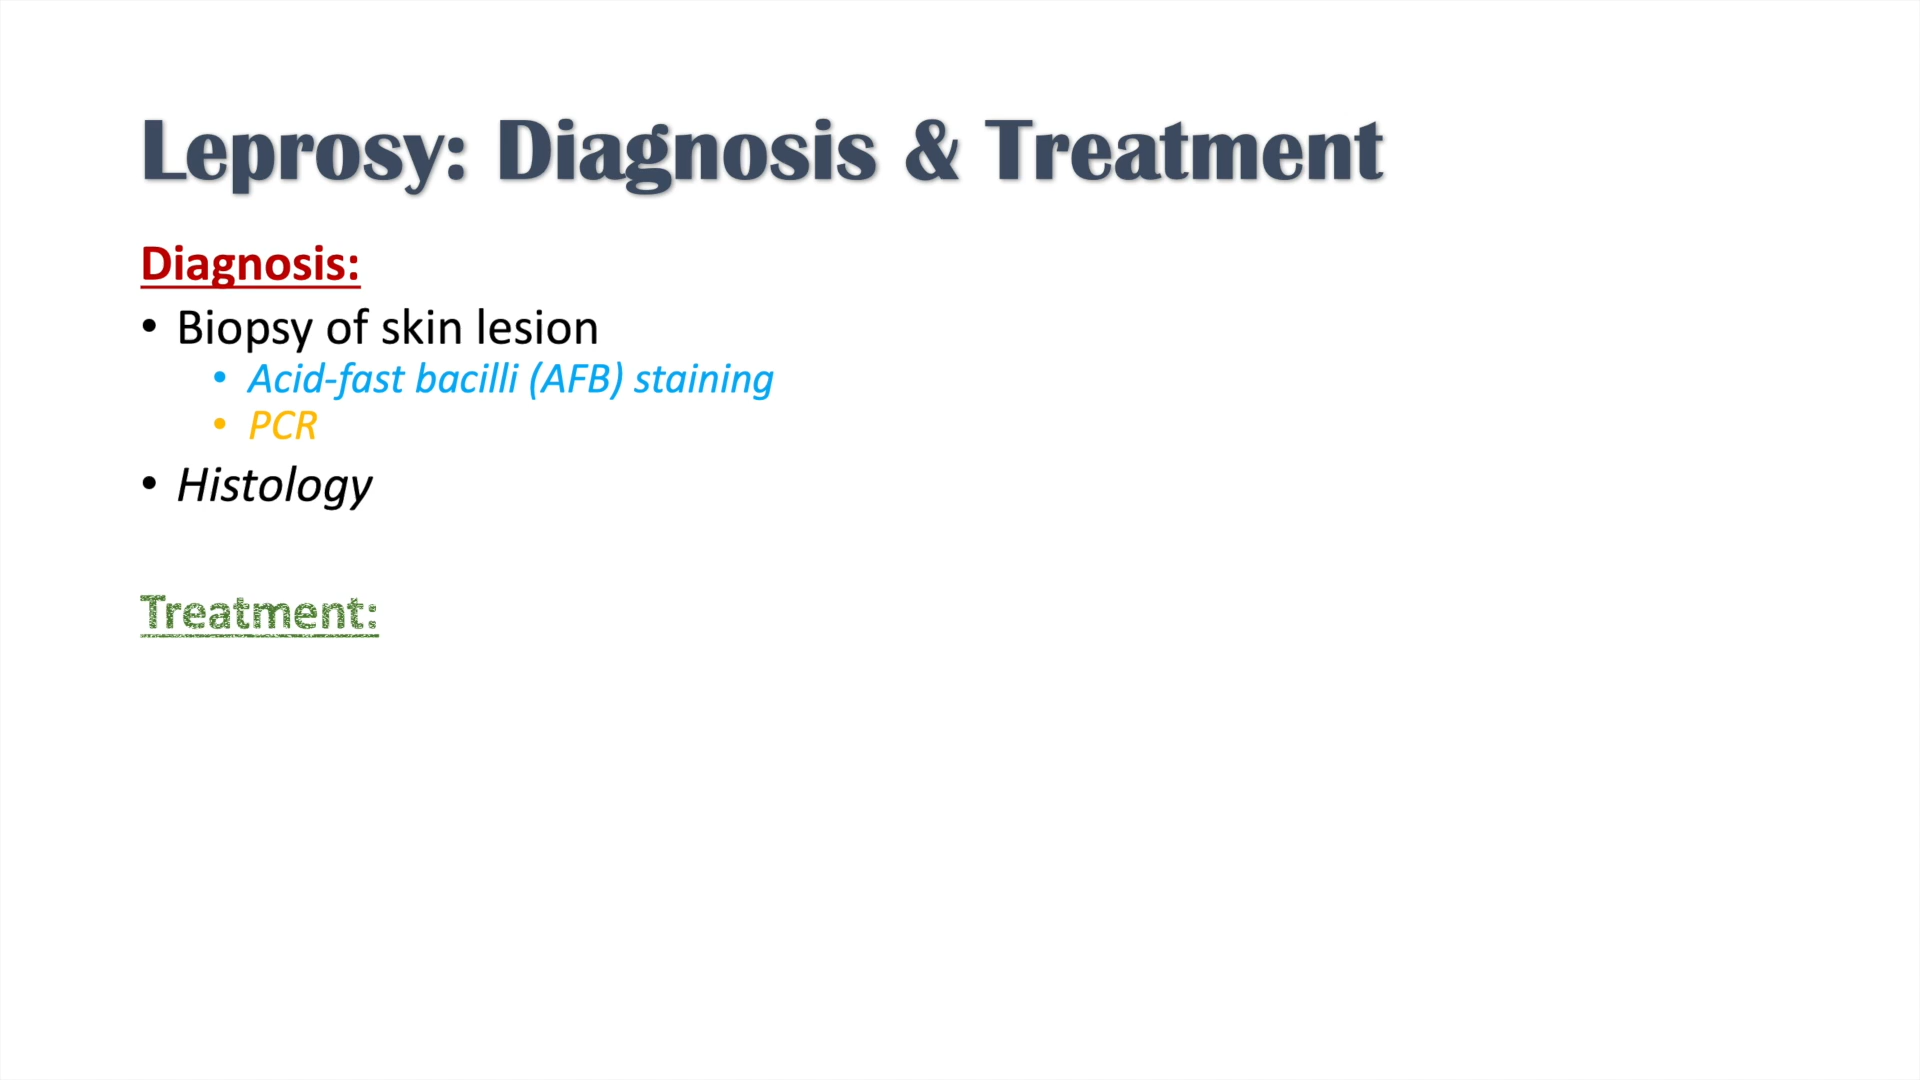 Leprosy: Diagnosis & Treatment
Diagnosis:
• Biopsy of skin lesion
• Acid-fast bacilli (AFB) staining
• PCR
• Histology
Treatment: